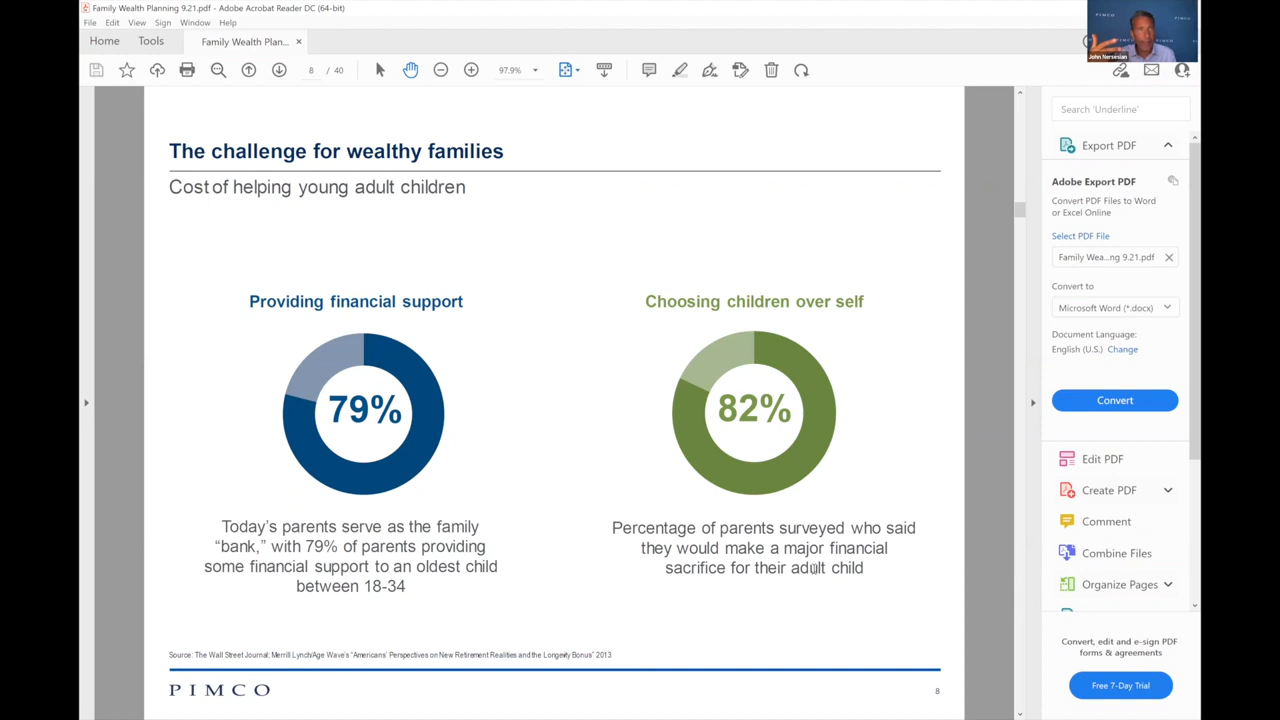 Family Wealth Planning 9.21.pdf - Adobe Acrobat Reader DC (64-bit)
File Edit View Sign Window Help
Home Tools Family Wealth Plan... ×
8 / 40 97.9%
PIMCO
John Nersesian
The challenge for wealthy families
Cost of helping young adult children
Providing financial support
79%
Today's parents serve as the family
“bank,” with 79% of parents providing
some financial support to an oldest child
between 18-34
Choosing children over self
82%
Percentage of parents surveyed who said
they would make a major financial
sacrifice for their adult child
Source: The Wall Street Journal; Merrill Lynch/Age Wave's “Americans' Perspectives on New Retirement Realities and the Longevity Bonus” 2013
PIMCO
8
Search 'Underline'
Export PDF
Adobe Export PDF
Convert PDF Files to Word
or Excel Online
Select PDF File
Family Wea...ng 9.21.pdf
Convert to
Microsoft Word (*.docx)
Document Language:
English (U.S.) Change
Convert
Edit PDF
Create PDF
Comment
Combine Files
Organize Pages
Convert, edit and e-sign PDF
forms & agreements
Free 7-Day Trial